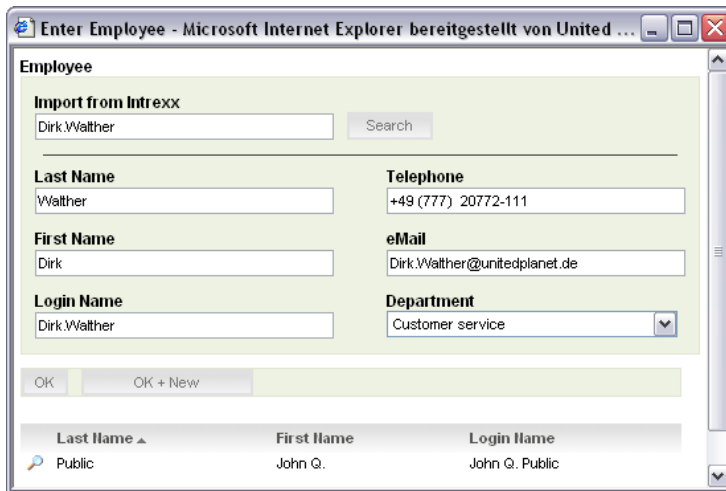 Enter Employee - Microsoft Internet Explorer bereitgestellt von United ...
Employee
Import from Intrexx
Dirk.Walther Search
Last Name Telephone
Walther +49 (777) 20772-111
First Name eMail
Dirk Dirk.Walther@unitedplanet.de
Login Name Department
Dirk.Walther Customer service
OK OK + New
Last Name First Name Login Name
Public John Q. John Q. Public